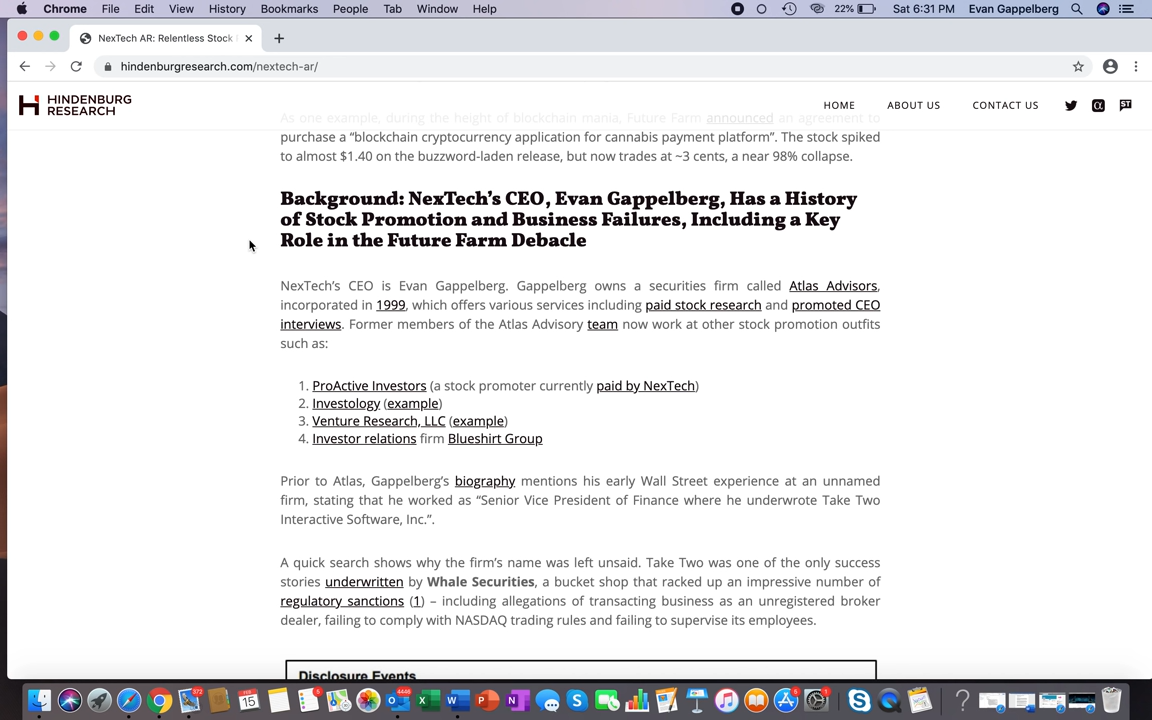 Chrome File Edit View History Bookmarks People Tab Window Help 22% Sat 6:31 PM Evan Gappelberg
NexTech AR: Relentless Stock
hindenburgresearch.com/nextech-ar/
HINDENBURG
RESEARCH
HOME ABOUT US CONTACT US
As one example, during the height of blockchain mania, Future Farm announced an agreement to
purchase a “blockchain cryptocurrency application for cannabis payment platform”. The stock spiked
to almost $1.40 on the buzzword-laden release, but now trades at ~3 cents, a near 98% collapse.
Background: NexTech’s CEO, Evan Gappelberg, Has a History
of Stock Promotion and Business Failures, Including a Key
Role in the Future Farm Debacle
NexTech’s CEO is Evan Gappelberg. Gappelberg owns a securities firm called Atlas Advisors,
incorporated in 1999, which offers various services including paid stock research and promoted CEO
interviews. Former members of the Atlas Advisory team now work at other stock promotion outfits
such as:
1. ProActive Investors (a stock promoter currently paid by NexTech)
2. Investology (example)
3. Venture Research, LLC (example)
4. Investor relations firm Blueshirt Group
Prior to Atlas, Gappelberg’s biography mentions his early Wall Street experience at an unnamed
firm, stating that he worked as “Senior Vice President of Finance where he underwrote Take Two
Interactive Software, Inc.”.
A quick search shows why the firm’s name was left unsaid. Take Two was one of the only success
stories underwritten by Whale Securities, a bucket shop that racked up an impressive number of
regulatory sanctions (1) – including allegations of transacting business as an unregistered broker
dealer, failing to comply with NASDAQ trading rules and failing to supervise its employees.
Disclosure Events